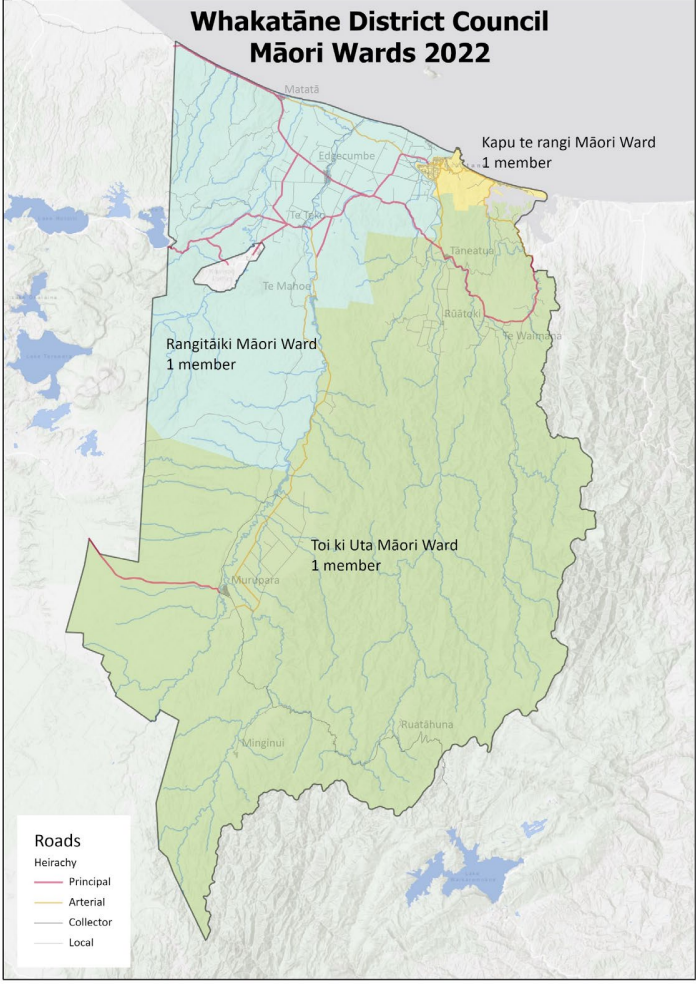 Whakatāne District Council
Māori Wards 2022
Matatā
Kapu te rangi Māori Ward
1 member
Edgecumbe
Te Teko
Tāneatua
Te Mahoe
Rūātoki
Te Waimana
Rangitāiki Māori Ward
1 member
Toi ki Uta Māori Ward
1 member
Murupara
Ruatāhuna
Minginui
Roads
Heirachy
Principal
Arterial
Collector
Local